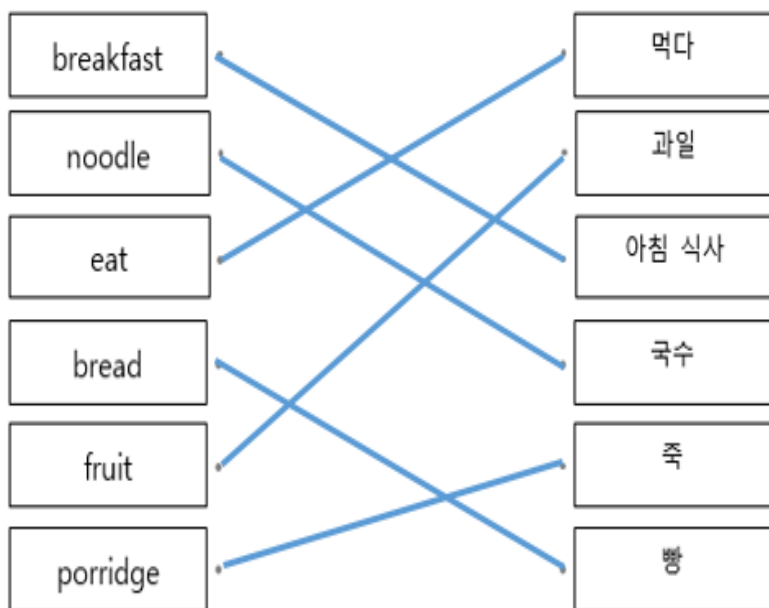 breakfast
먹다
noodle
과일
eat
아침 식사
bread
국수
fruit
죽
porridge
빵